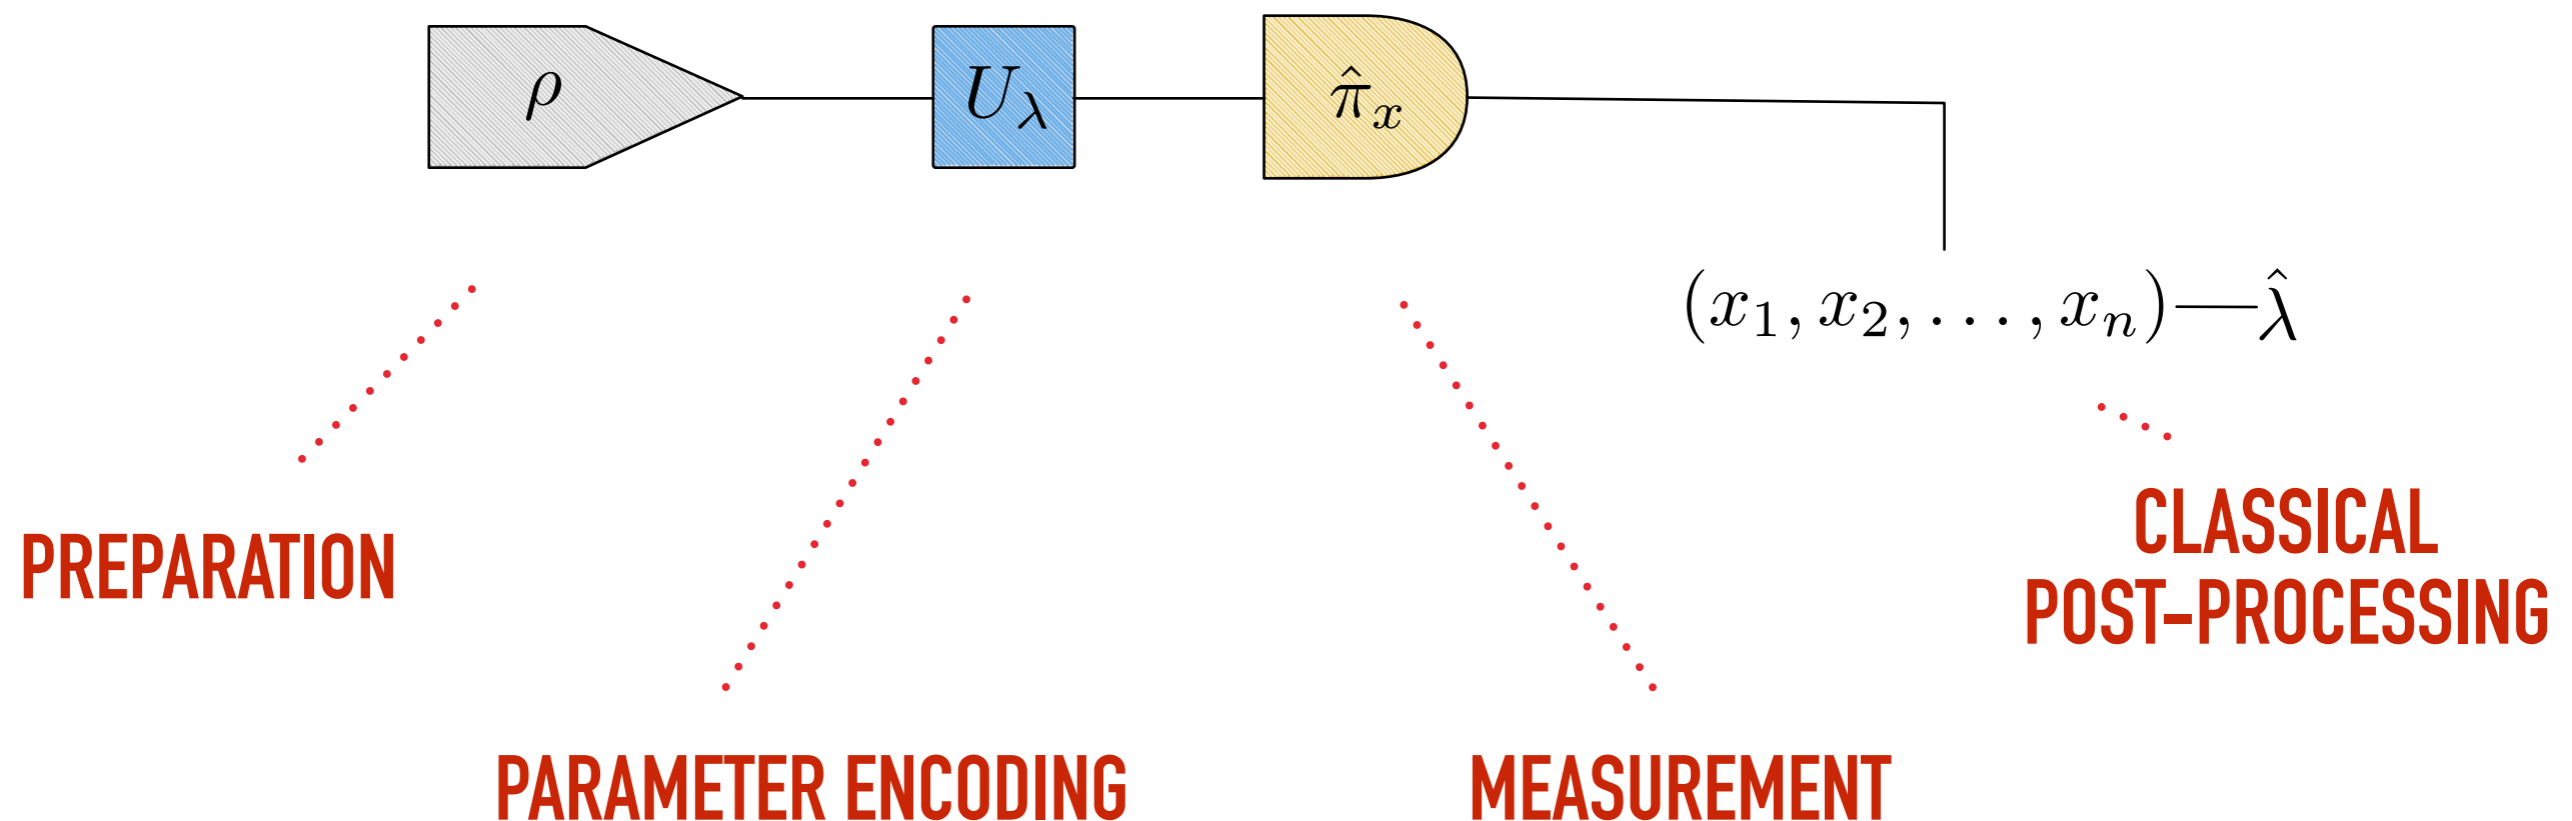 ρ U_λ π̂_x
(x_1, x_2, . . . , x_n) — λ̂
PREPARATION
PARAMETER ENCODING
MEASUREMENT
CLASSICAL
POST-PROCESSING